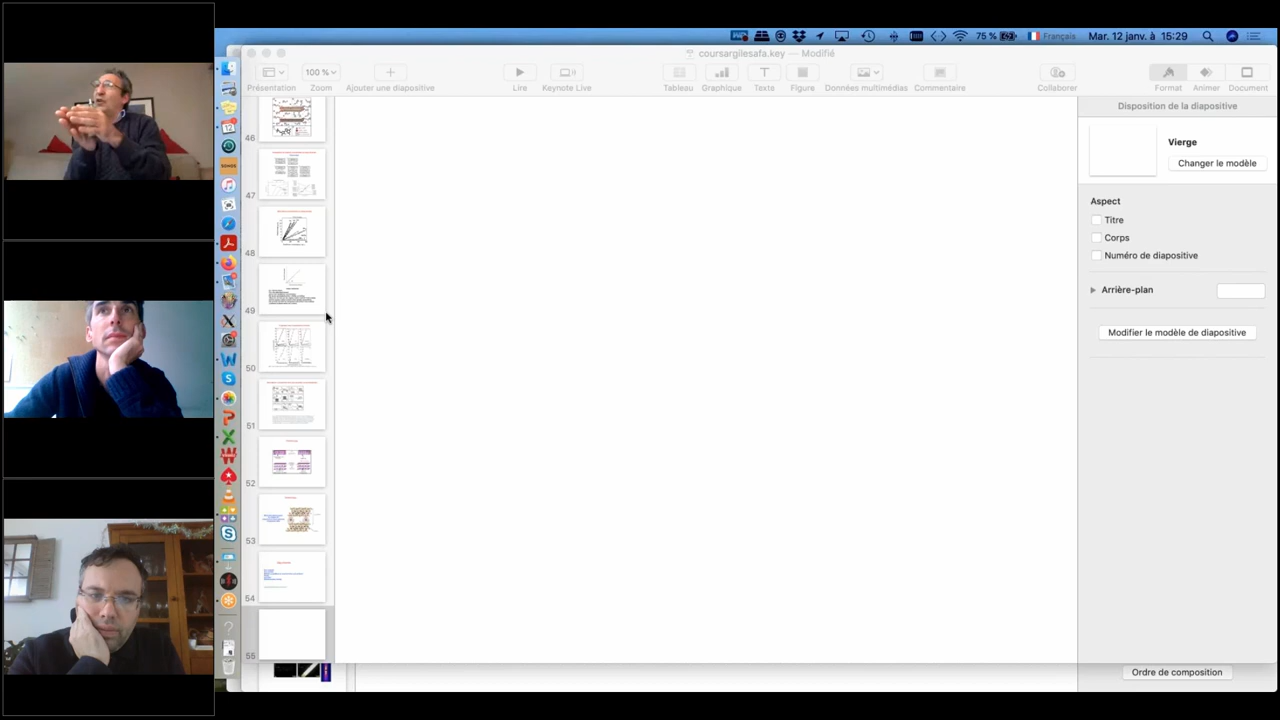 75 %
Français
Mar. 12 janv. à 15:29
coursargilesafa.key — Modifié
100 %
Présentation
Zoom
Ajouter une diapositive
Lire
Keynote Live
Tableau
Graphique
Texte
Figure
Données multimédias
Commentaire
Collaborer
Format
Animer
Document
Disposition de la diapositive
Vierge
Changer le modèle
Aspect
Titre
Corps
Numéro de diapositive
Arrière-plan
Modifier le modèle de diapositive
46
47
48
49
50
51
52
53
54
55
12
SONOS
Ordre de composition